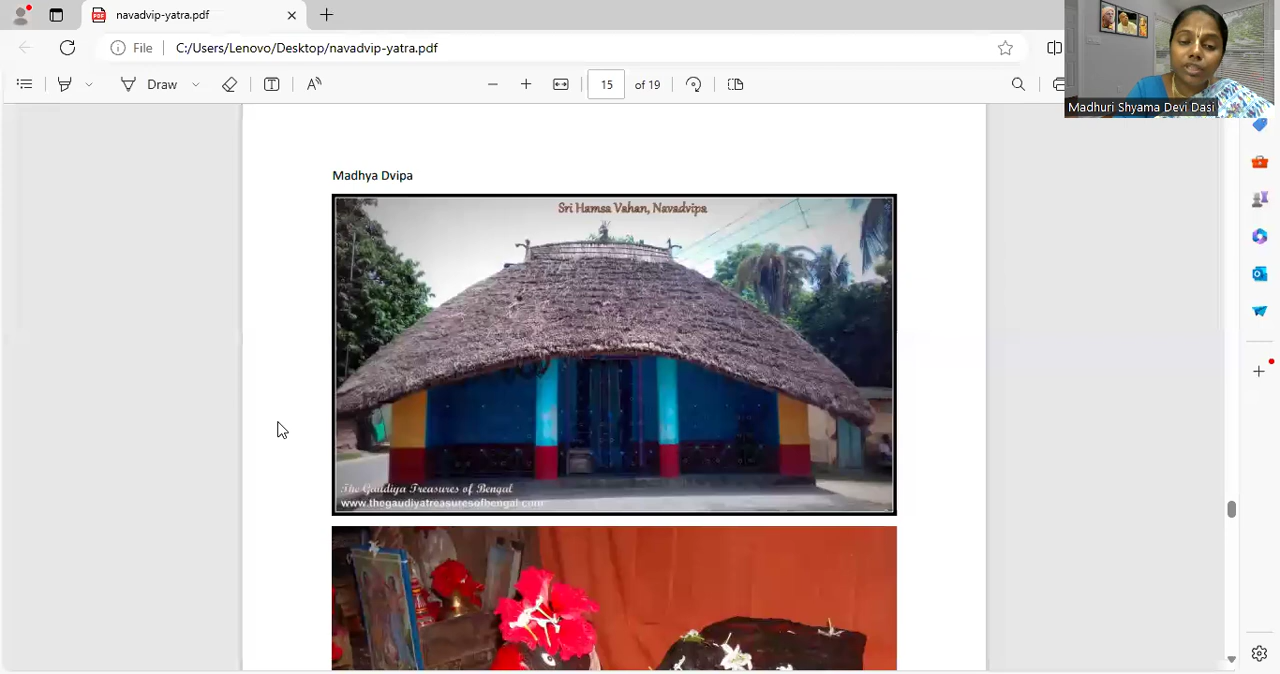 navadvip-yatra.pdf
File
C:/Users/Lenovo/Desktop/navadvip-yatra.pdf
Draw
15
of 19
Madhuri Shyama Devi Dasi
Madhya Dvipa
Sri Hamsa Vahan, Navadvipa
The Gaudiya Treasures of Bengal
www.thegaudiyatreasuresofbengal.com